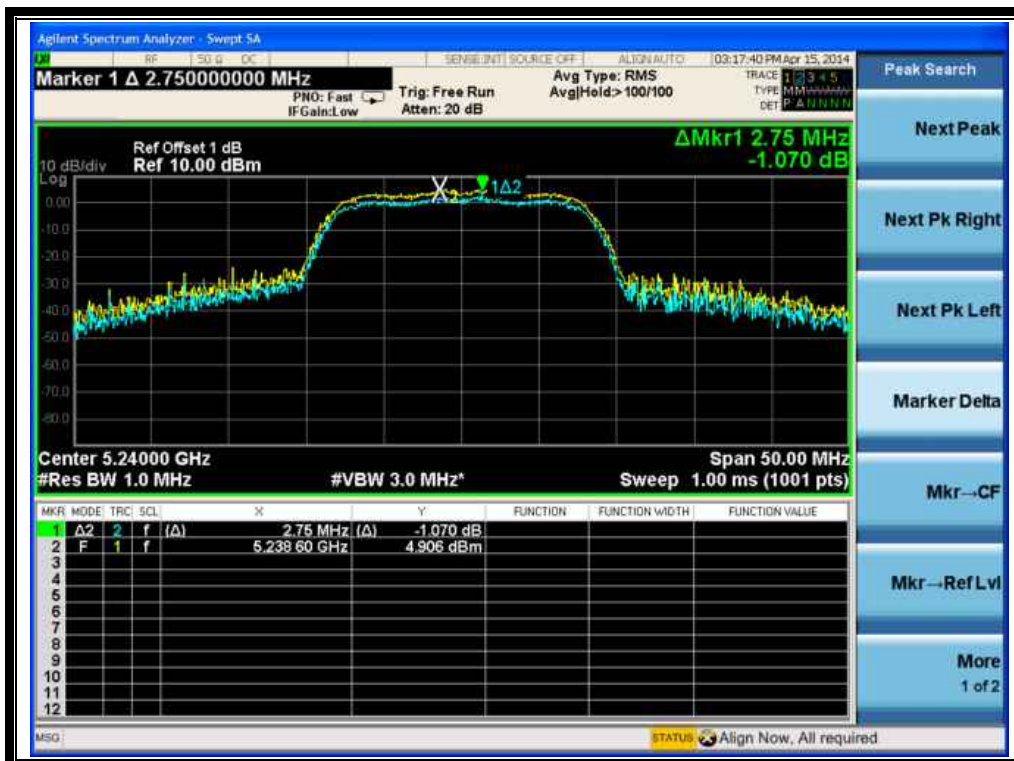 Agilent Spectrum Analyzer - Swept SA
LXI RF 50 Ω DC SENSE:INT SOURCE OFF ALIGN AUTO 03:17:40 PM Apr 15, 2014
Marker 1 Δ 2.750000000 MHz
PNO: Fast
IFGain:Low
Trig: Free Run
Atten: 20 dB
Avg Type: RMS
Avg|Hold:>100/100
TRACE 1 2 3 4 5
TYPE MM
DET P A N N N N
Ref Offset 1 dB
Ref 10.00 dBm
10 dB/div
Log
ΔMkr1 2.75 MHz
-1.070 dB
1Δ2
2
0.00
-10.0
-20.0
-30.0
-40.0
-50.0
-60.0
-70.0
-80.0
Center 5.24000 GHz
#Res BW 1.0 MHz
#VBW 3.0 MHz*
Span 50.00 MHz
Sweep 1.00 ms (1001 pts)
MKR MODE TRC SCL X Y FUNCTION FUNCTION WIDTH FUNCTION VALUE
1 Δ2 2 f (Δ) 2.75 MHz (Δ) -1.070 dB
2 F 1 f 5.238 60 GHz 4.906 dBm
3
4
5
6
7
8
9
10
11
12
MSG
STATUS Align Now, All required
Peak Search
Next Peak
Next Pk Right
Next Pk Left
Marker Delta
Mkr→CF
Mkr→Ref Lvl
More
1 of 2